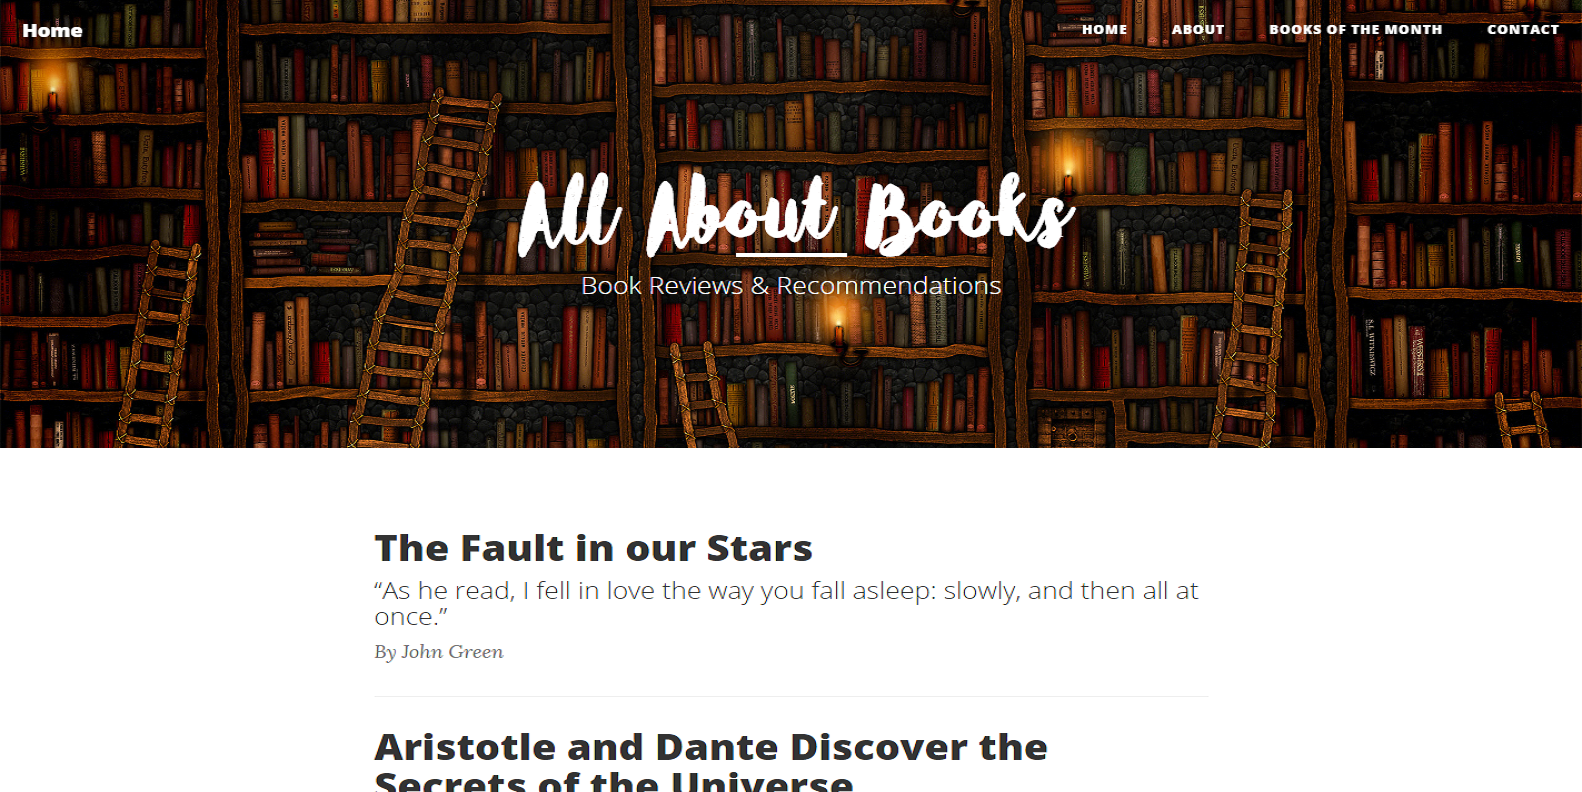 Home
HOME ABOUT BOOKS OF THE MONTH CONTACT
All About Books
Book Reviews & Recommendations
The Fault in our Stars
“As he read, I fell in love the way you fall asleep: slowly, and then all at
once.”
By John Green
Aristotle and Dante Discover the
Secrets of the Universe